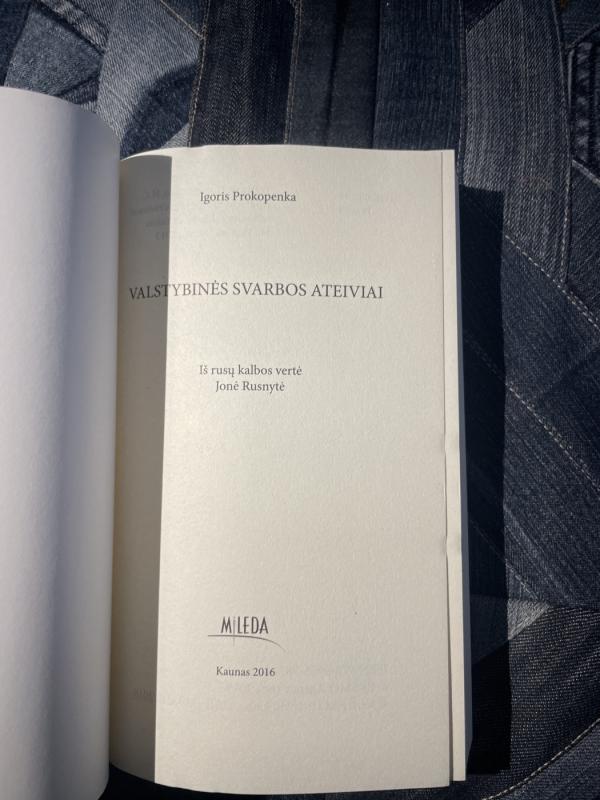 Igoris Prokopenka
VALSTYBINĖS SVARBOS ATEIVIAI
Iš rusų kalbos vertė
Jonė Rusnytė
MILEDA
Kaunas 2016